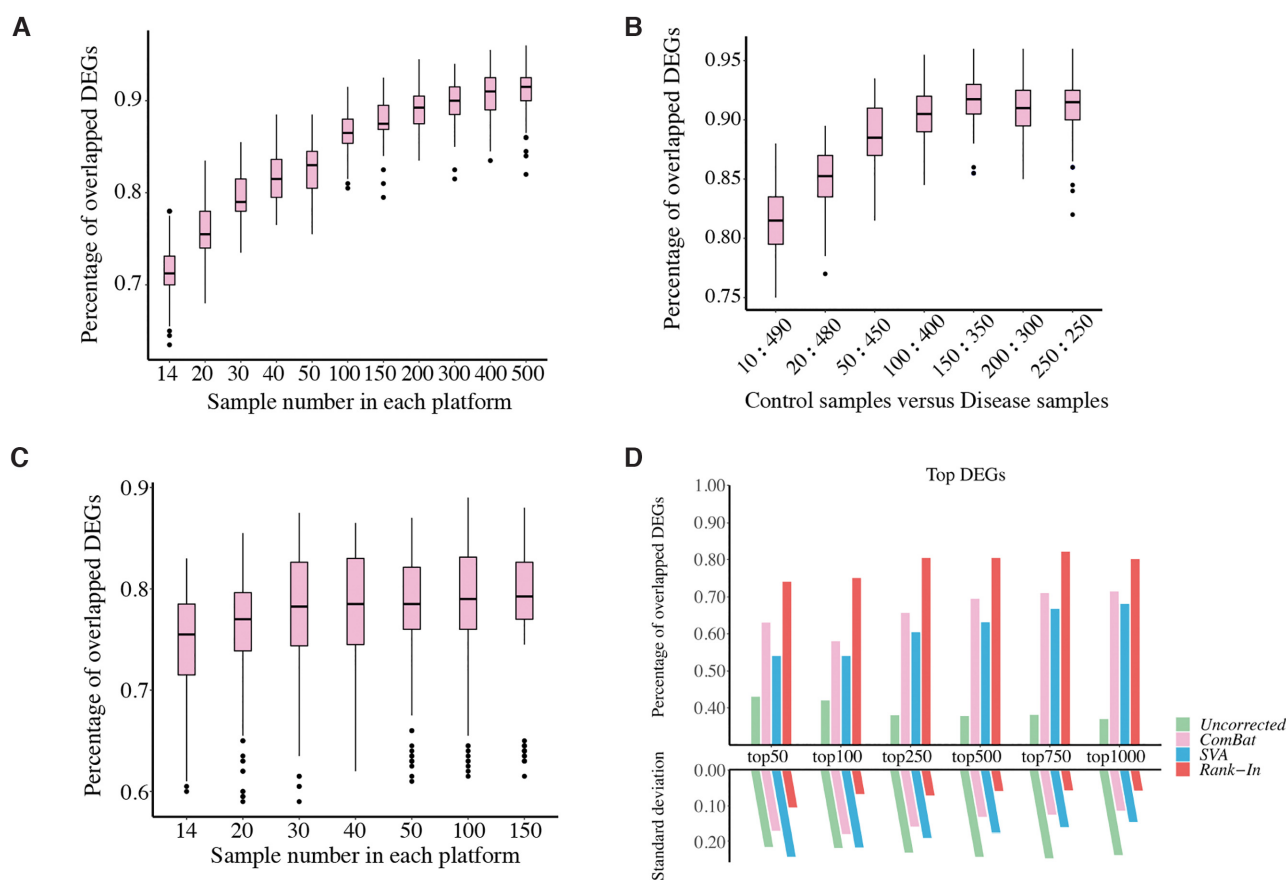 A
Percentage of overlapped DEGs
0.9
0.8
0.7
14 20 30 40 50 100 150 200 300 400 500
Sample number in each platform
B
Percentage of overlapped DEGs
0.95
0.90
0.85
0.80
0.75
10:490 20:480 50:450 100:400 150:350 200:300 250:250
Control samples versus Disease samples
C
Percentage of overlapped DEGs
0.9
0.8
0.7
0.6
14 20 30 40 50 100 150
Sample number in each platform
D
Top DEGs
Percentage of overlapped DEGs
1.00
0.90
0.80
0.70
0.60
0.50
0.40
top50 top100 top250 top500 top750 top1000
Standard deviation
0.00
0.10
0.20
Uncorrected
ComBat
SVA
Rank−In